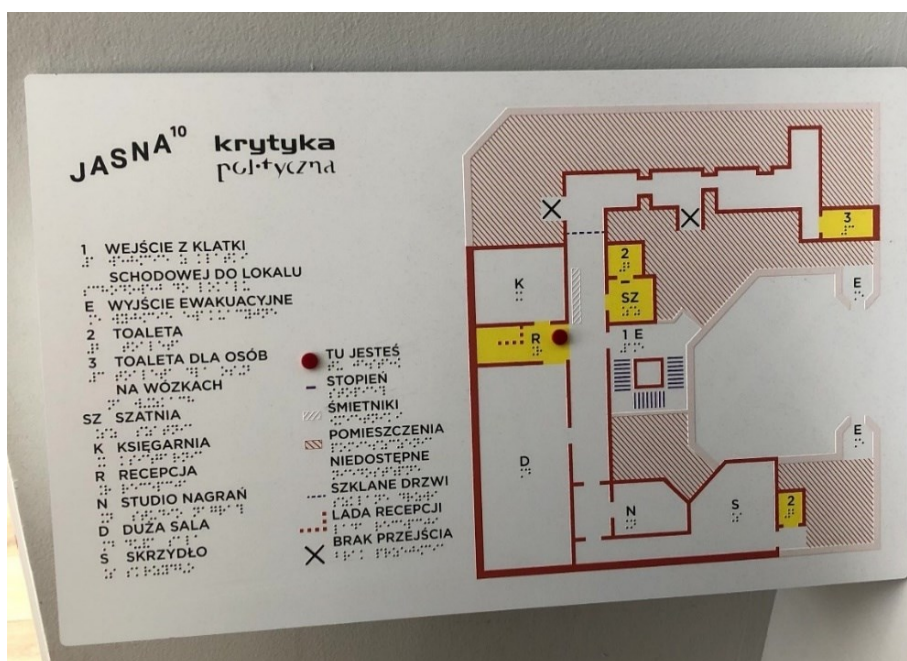 JASNA10
krytyka
polityczna
1 WEJŚCIE Z KLATKI
SCHODOWEJ DO LOKALU
E WYJŚCIE EWAKUACYJNE
2 TOALETA
3 TOALETA DLA OSÓB
NA WÓZKACH
SZ SZATNIA
K KSIĘGARNIA
R RECEPCJA
N STUDIO NAGRAŃ
D DUŻA SALA
S SKRZYDŁO
TU JESTEŚ
STOPIEŃ
ŚMIETNIKI
POMIESZCZENIA
NIEDOSTĘPNE
SZKLANE DRZWI
LADA RECEPCJI
BRAK PRZEJŚCIA
3
2
K
SZ
E
R
1 E
E
D
N
S
2